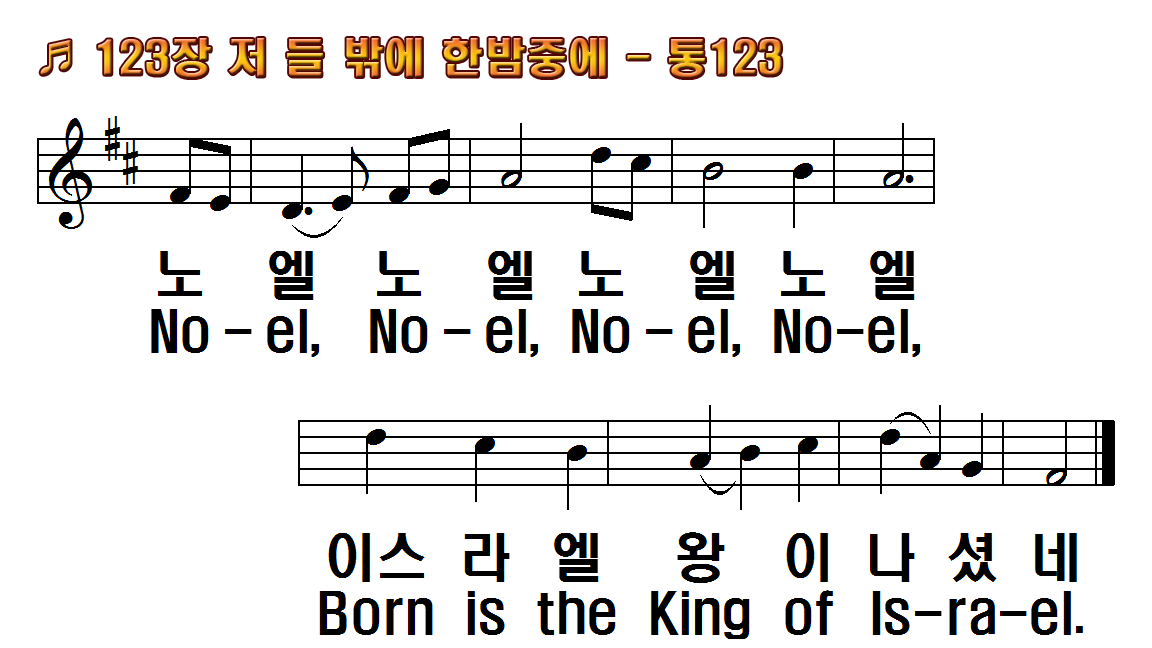 ♬ 123장 저 들 밖에 한밤중에 - 통123
노 엘 노 엘 노 엘 노 엘
No - el, No - el, No - el, No-el,
이스 라 엘 왕 이 나 셨 네
Born is the King of Is-ra-el.